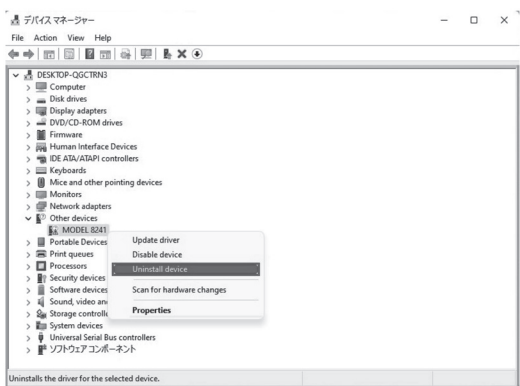 デバイス マネージャー
File Action View Help
DESKTOP-QGCTRN3
Computer
Disk drives
Display adapters
DVD/CD-ROM drives
Firmware
Human Interface Devices
IDE ATA/ATAPI controllers
Keyboards
Mice and other pointing devices
Monitors
Network adapters
Other devices
MODEL 8241
Portable Devices
Print queues
Processors
Security devices
Software devices
Sound, video an
Storage controlle
System devices
Universal Serial Bus controllers
ソフトウェア コンポーネント
Update driver
Disable device
Uninstall device
Scan for hardware changes
Properties
Uninstalls the driver for the selected device.